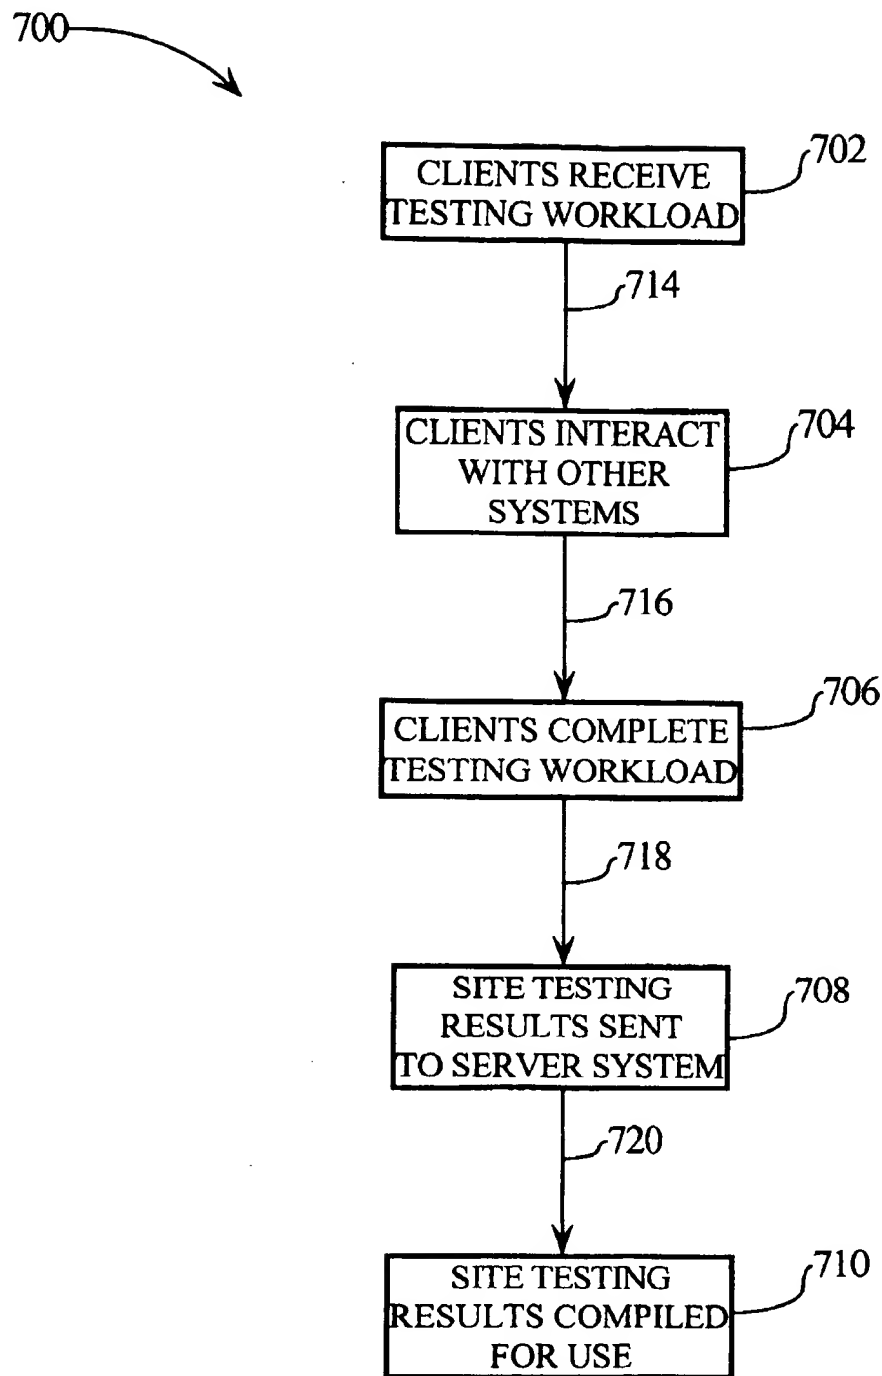 700
702
CLIENTS RECEIVE
TESTING WORKLOAD
714
704
CLIENTS INTERACT
WITH OTHER
SYSTEMS
716
706
CLIENTS COMPLETE
TESTING WORKLOAD
718
708
SITE TESTING
RESULTS SENT
TO SERVER SYSTEM
720
710
SITE TESTING
RESULTS COMPILED
FOR USE